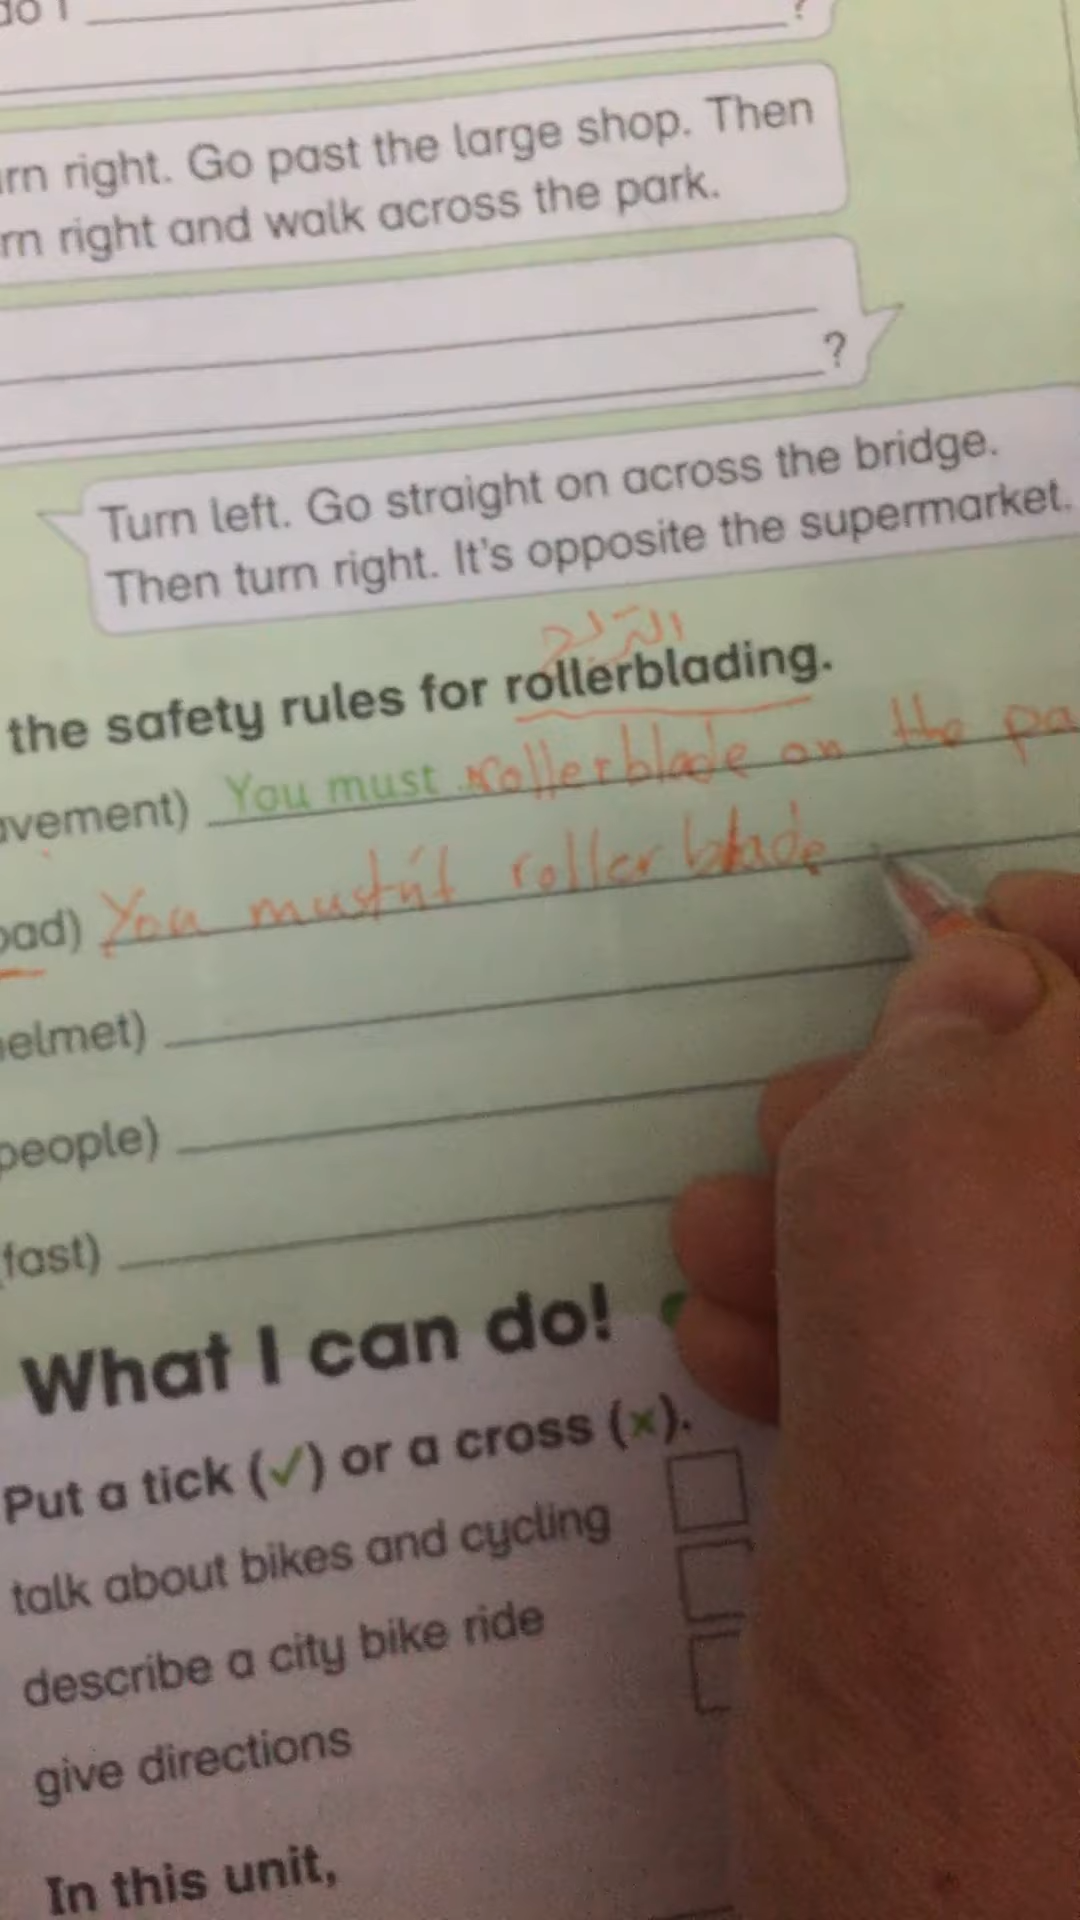 do I ?
rn right. Go past the large shop. Then
rn right and walk across the park.
?
Turn left. Go straight on across the bridge.
Then turn right. It's opposite the supermarket.
التزلج
the safety rules for rollerblading.
avement) You must rollerblade on the pa
oad) You mustn't roller blade
elmet)
people)
fast)
What I can do!
Put a tick (✓) or a cross (×).
talk about bikes and cycling
describe a city bike ride
give directions
In this unit,